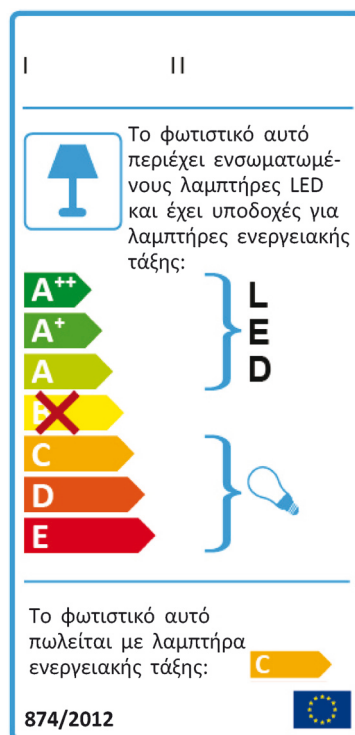 I II
Το φωτιστικό αυτό
περιέχει ενσωματωμέ-
νους λαμπτήρες LED
και έχει υποδοχές για
λαμπτήρες ενεργειακής
τάξης:
A++
A+
A
B
C
D
E
L
E
D
Το φωτιστικό αυτό
πωλείται με λαμπτήρα
ενεργειακής τάξης: C
874/2012